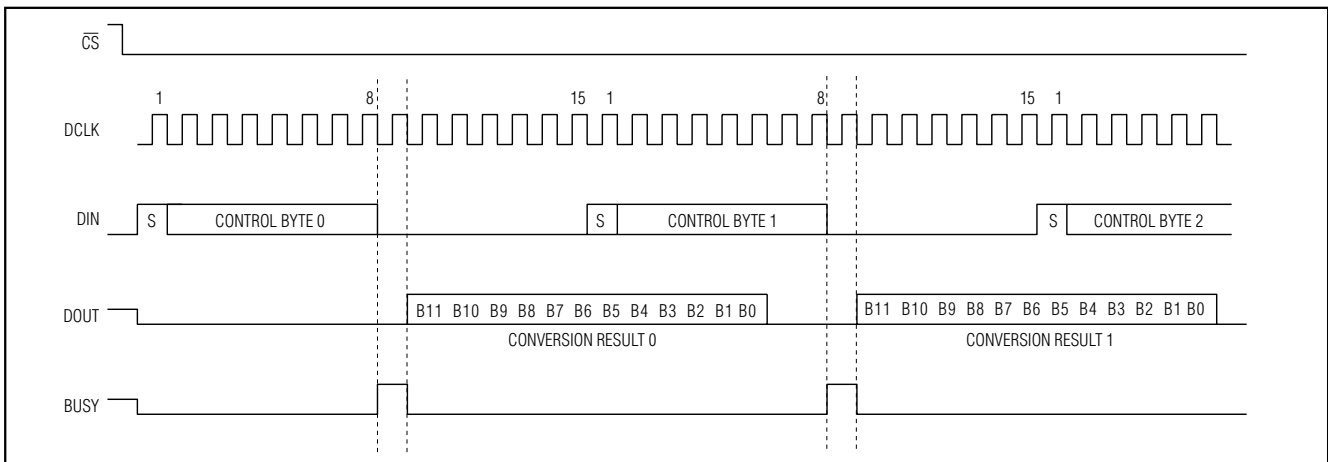 CS
1 8 15 1 8 15 1
DCLK
DIN S CONTROL BYTE 0 S CONTROL BYTE 1 S CONTROL BYTE 2
DOUT B11 B10 B9 B8 B7 B6 B5 B4 B3 B2 B1 B0 B11 B10 B9 B8 B7 B6 B5 B4 B3 B2 B1 B0
CONVERSION RESULT 0 CONVERSION RESULT 1
BUSY